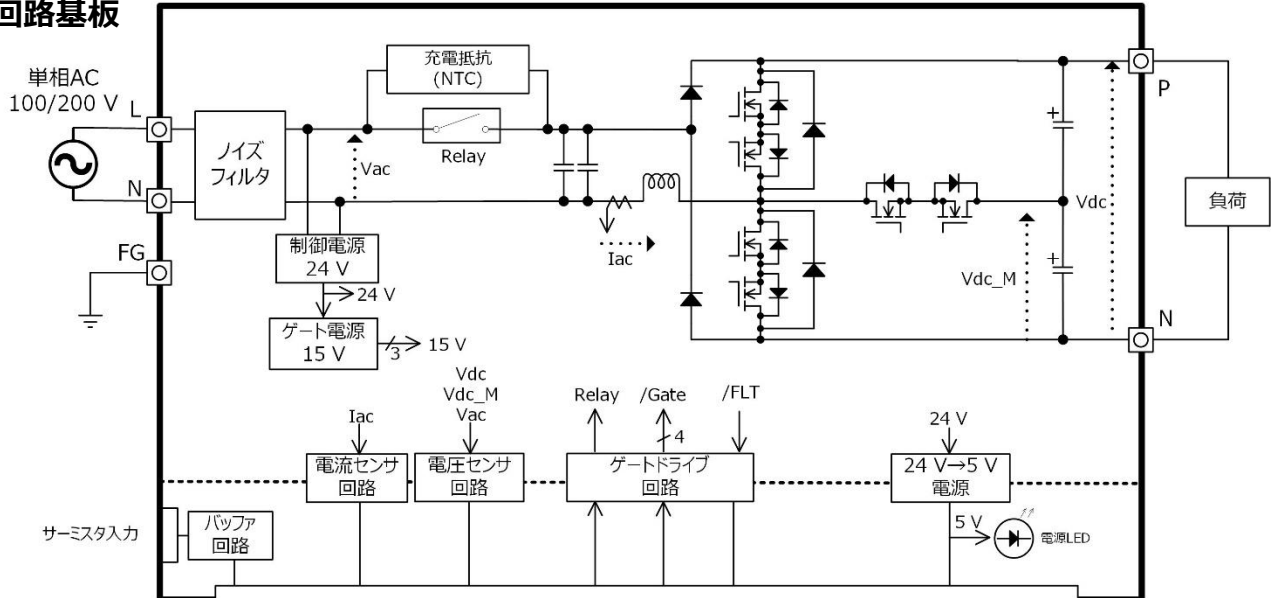 回路基板
充電抵抗
(NTC)
単相AC
100/200 V
L
P
ノイズ
フィルタ
Relay
Vac
N
Vdc
負荷
Iac
制御電源
24 V
FG
Vdc_M
24 V
N
ゲート電源
15 V
3
15 V
Vdc
Vdc_M
Vac
Iac
Relay
/Gate
/FLT
4
24 V
電流センサ
回路
電圧センサ
回路
ゲートドライブ
回路
24 V→5 V
電源
サーミスタ入力
バッファ
回路
5 V
電源LED
+
+